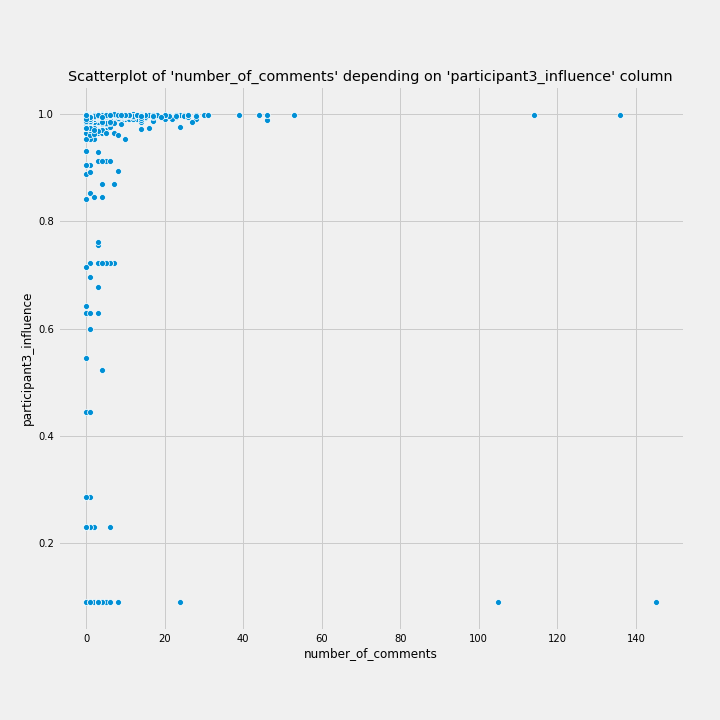 Scatterplot of 'number_of_comments' depending on 'participant3_influence' column
1.0
0.8
0.6
0.4
0.2
participant3_influence
0 20 40 60 80 100 120 140
number_of_comments